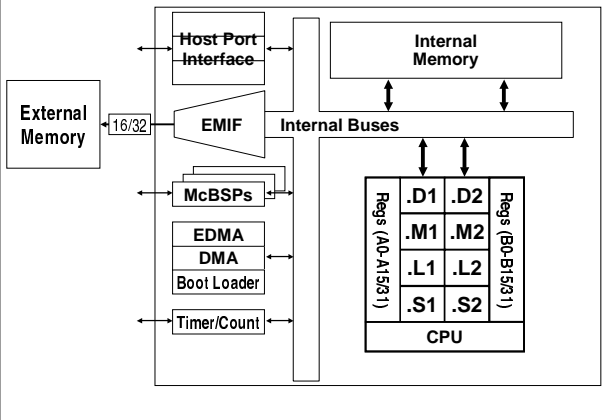 Host Port
Interface
Internal
Memory
External
Memory
16/32
EMIF
Internal Buses
McBSPs
EDMA
DMA
Boot Loader
Timer/Count
Regs (A0-A15/31)
.D1
.D2
.M1
.M2
.L1
.L2
.S1
.S2
Regs (B0-B15/31)
CPU